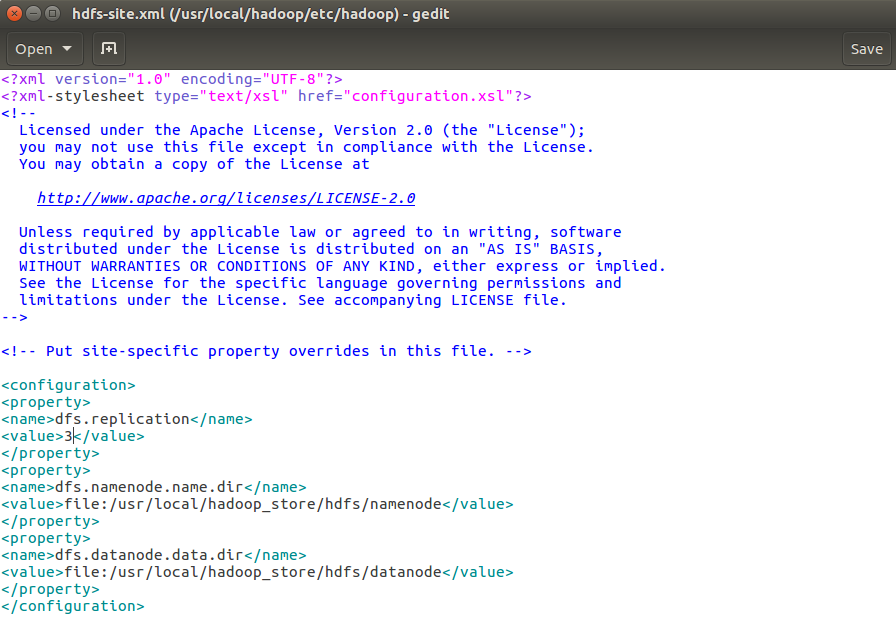 hdfs-site.xml (/usr/local/hadoop/etc/hadoop) - gedit
Open
Save
<?xml version="1.0" encoding="UTF-8"?>
<?xml-stylesheet type="text/xsl" href="configuration.xsl"?>
<!--
  Licensed under the Apache License, Version 2.0 (the "License");
  you may not use this file except in compliance with the License.
  You may obtain a copy of the License at

    http://www.apache.org/licenses/LICENSE-2.0

  Unless required by applicable law or agreed to in writing, software
  distributed under the License is distributed on an "AS IS" BASIS,
  WITHOUT WARRANTIES OR CONDITIONS OF ANY KIND, either express or implied.
  See the License for the specific language governing permissions and
  limitations under the License. See accompanying LICENSE file.
-->

<!-- Put site-specific property overrides in this file. -->

<configuration>
<property>
<name>dfs.replication</name>
<value>3</value>
</property>
<property>
<name>dfs.namenode.name.dir</name>
<value>file:/usr/local/hadoop_store/hdfs/namenode</value>
</property>
<property>
<name>dfs.datanode.data.dir</name>
<value>file:/usr/local/hadoop_store/hdfs/datanode</value>
</property>
</configuration>